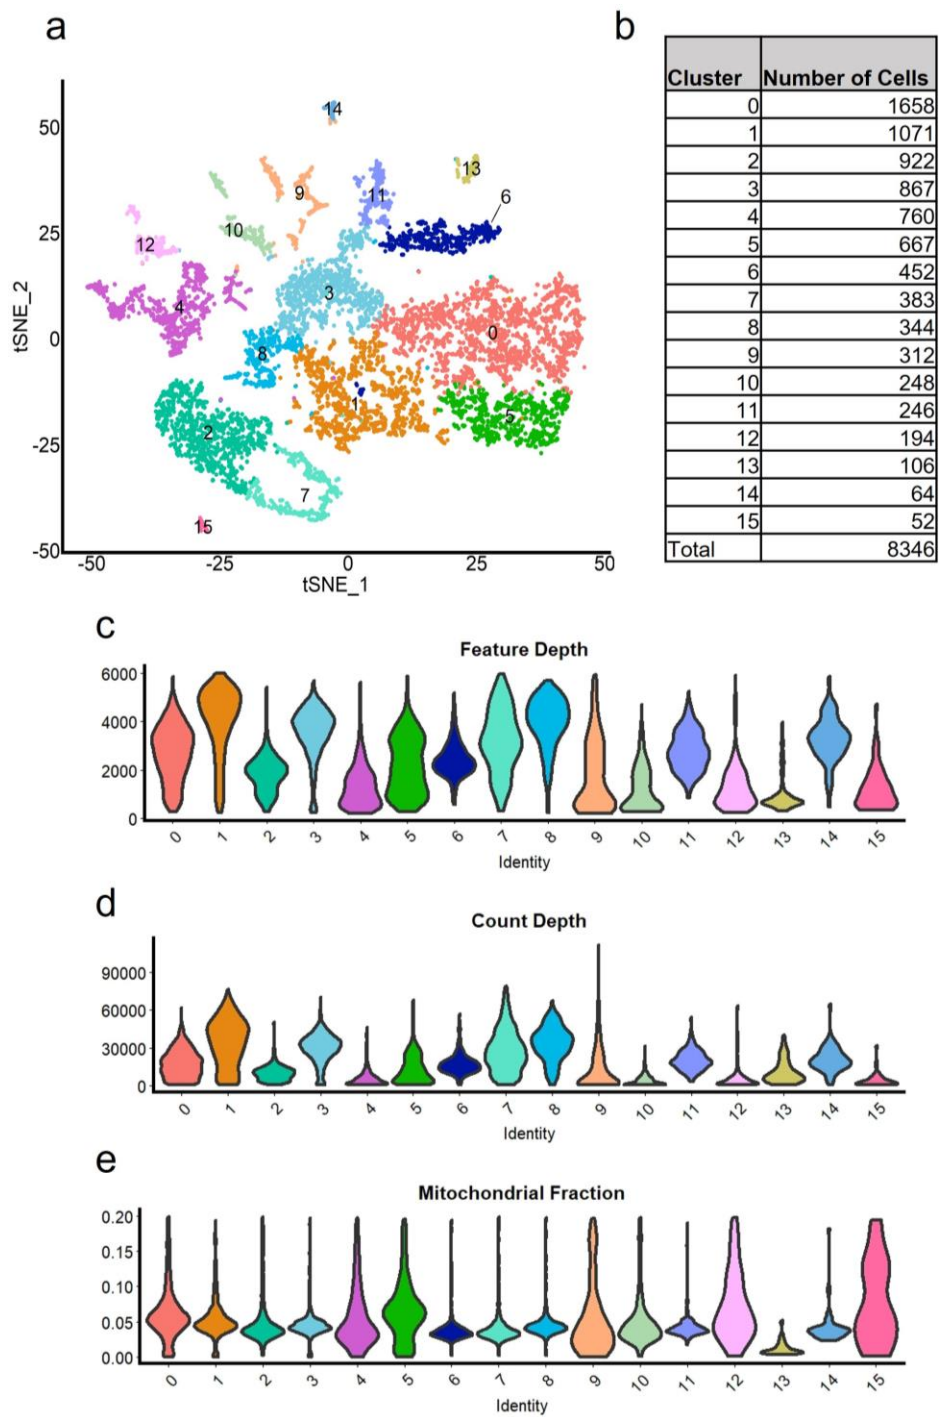 a
b
14
50
13
9
11
6
25
10
12
3
4
tSNE_2
0
0
8
1
5
2
-25
7
15
-50
-50 -25 0 25 50
tSNE_1
Cluster Number of Cells
0 1658
1 1071
2 922
3 867
4 760
5 667
6 452
7 383
8 344
9 312
10 248
11 246
12 194
13 106
14 64
15 52
Total 8346
c
Feature Depth
6000
4000
2000
0
0 1 2 3 4 5 6 7 8 9 10 11 12 13 14 15
Identity
d
Count Depth
90000
60000
30000
0
0 1 2 3 4 5 6 7 8 9 10 11 12 13 14 15
Identity
e
Mitochondrial Fraction
0.20
0.15
0.10
0.05
0.00
0 1 2 3 4 5 6 7 8 9 10 11 12 13 14 15
Identity